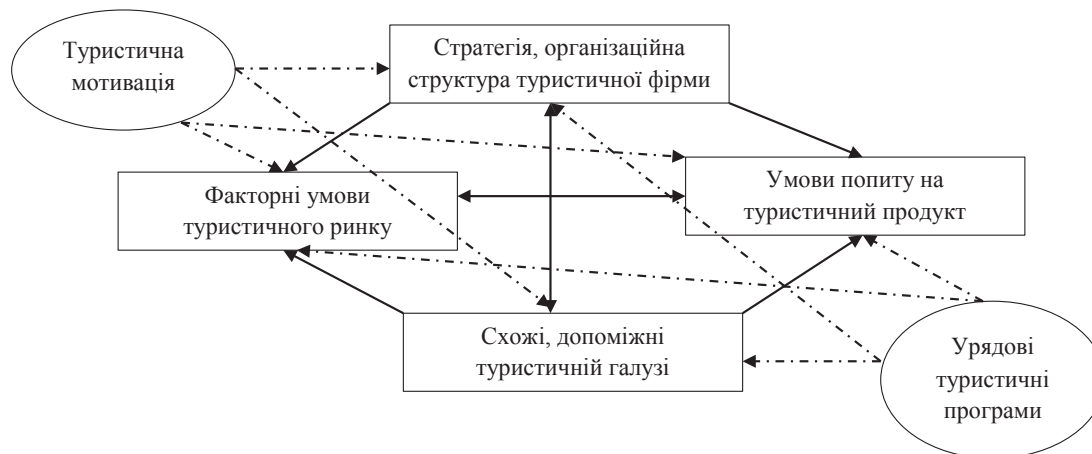 Туристична
мотивація
Стратегія, організаційна
структура туристичної фірми
Факторні умови
туристичного ринку
Умови попиту на
туристичний продукт
Схожі, допоміжні
туристичній галузі
Урядові
туристичні
програми